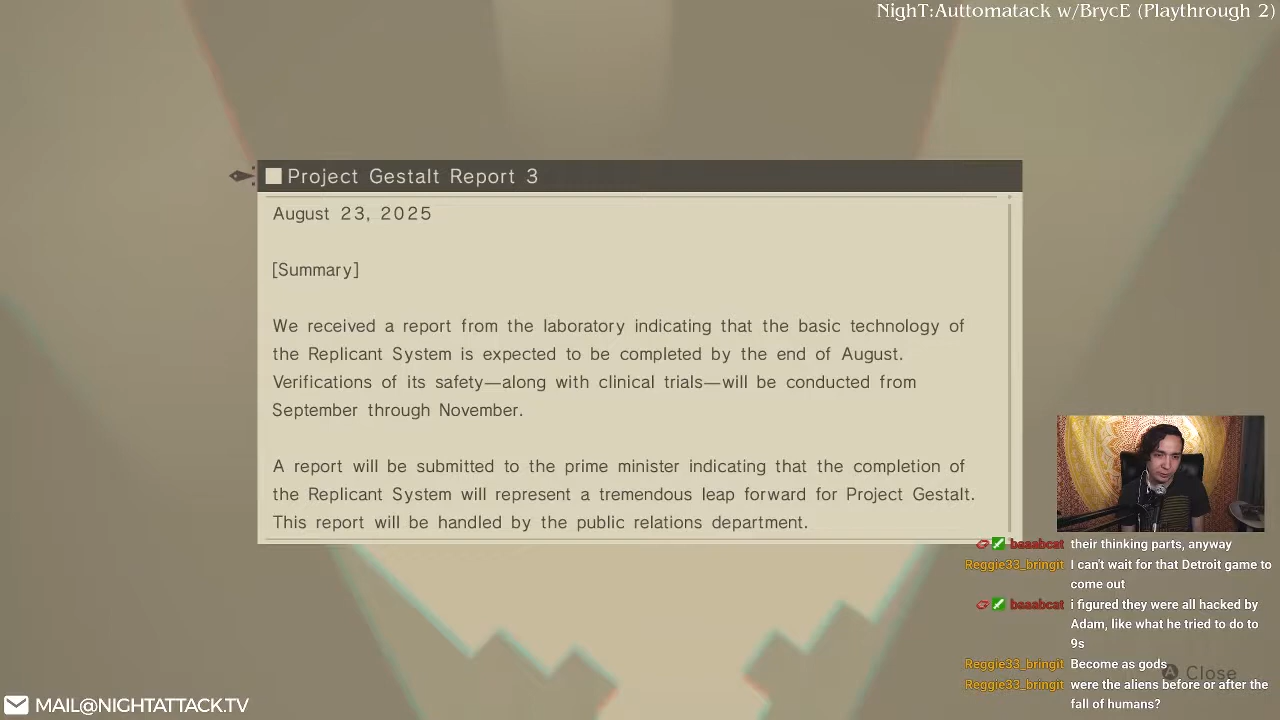 NighT:Auttomatack w/BrycE (Playthrough 2)
Project Gestalt Report 3
August 23, 2025
[Summary]
We received a report from the laboratory indicating that the basic technology of
the Replicant System is expected to be completed by the end of August.
Verifications of its safety—along with clinical trials—will be conducted from
September through November.
A report will be submitted to the prime minister indicating that the completion of
the Replicant System will represent a tremendous leap forward for Project Gestalt.
This report will be handled by the public relations department.
baaabcat their thinking parts, anyway
Reggie33_bringit I can't wait for that Detroit game to
come out
baaabcat i figured they were all hacked by
Adam, like what he tried to do to
9s
Reggie33_bringit Become as gods
A Close
Reggie33_bringit were the aliens before or after the
fall of humans?
MAIL@NIGHTATTACK.TV